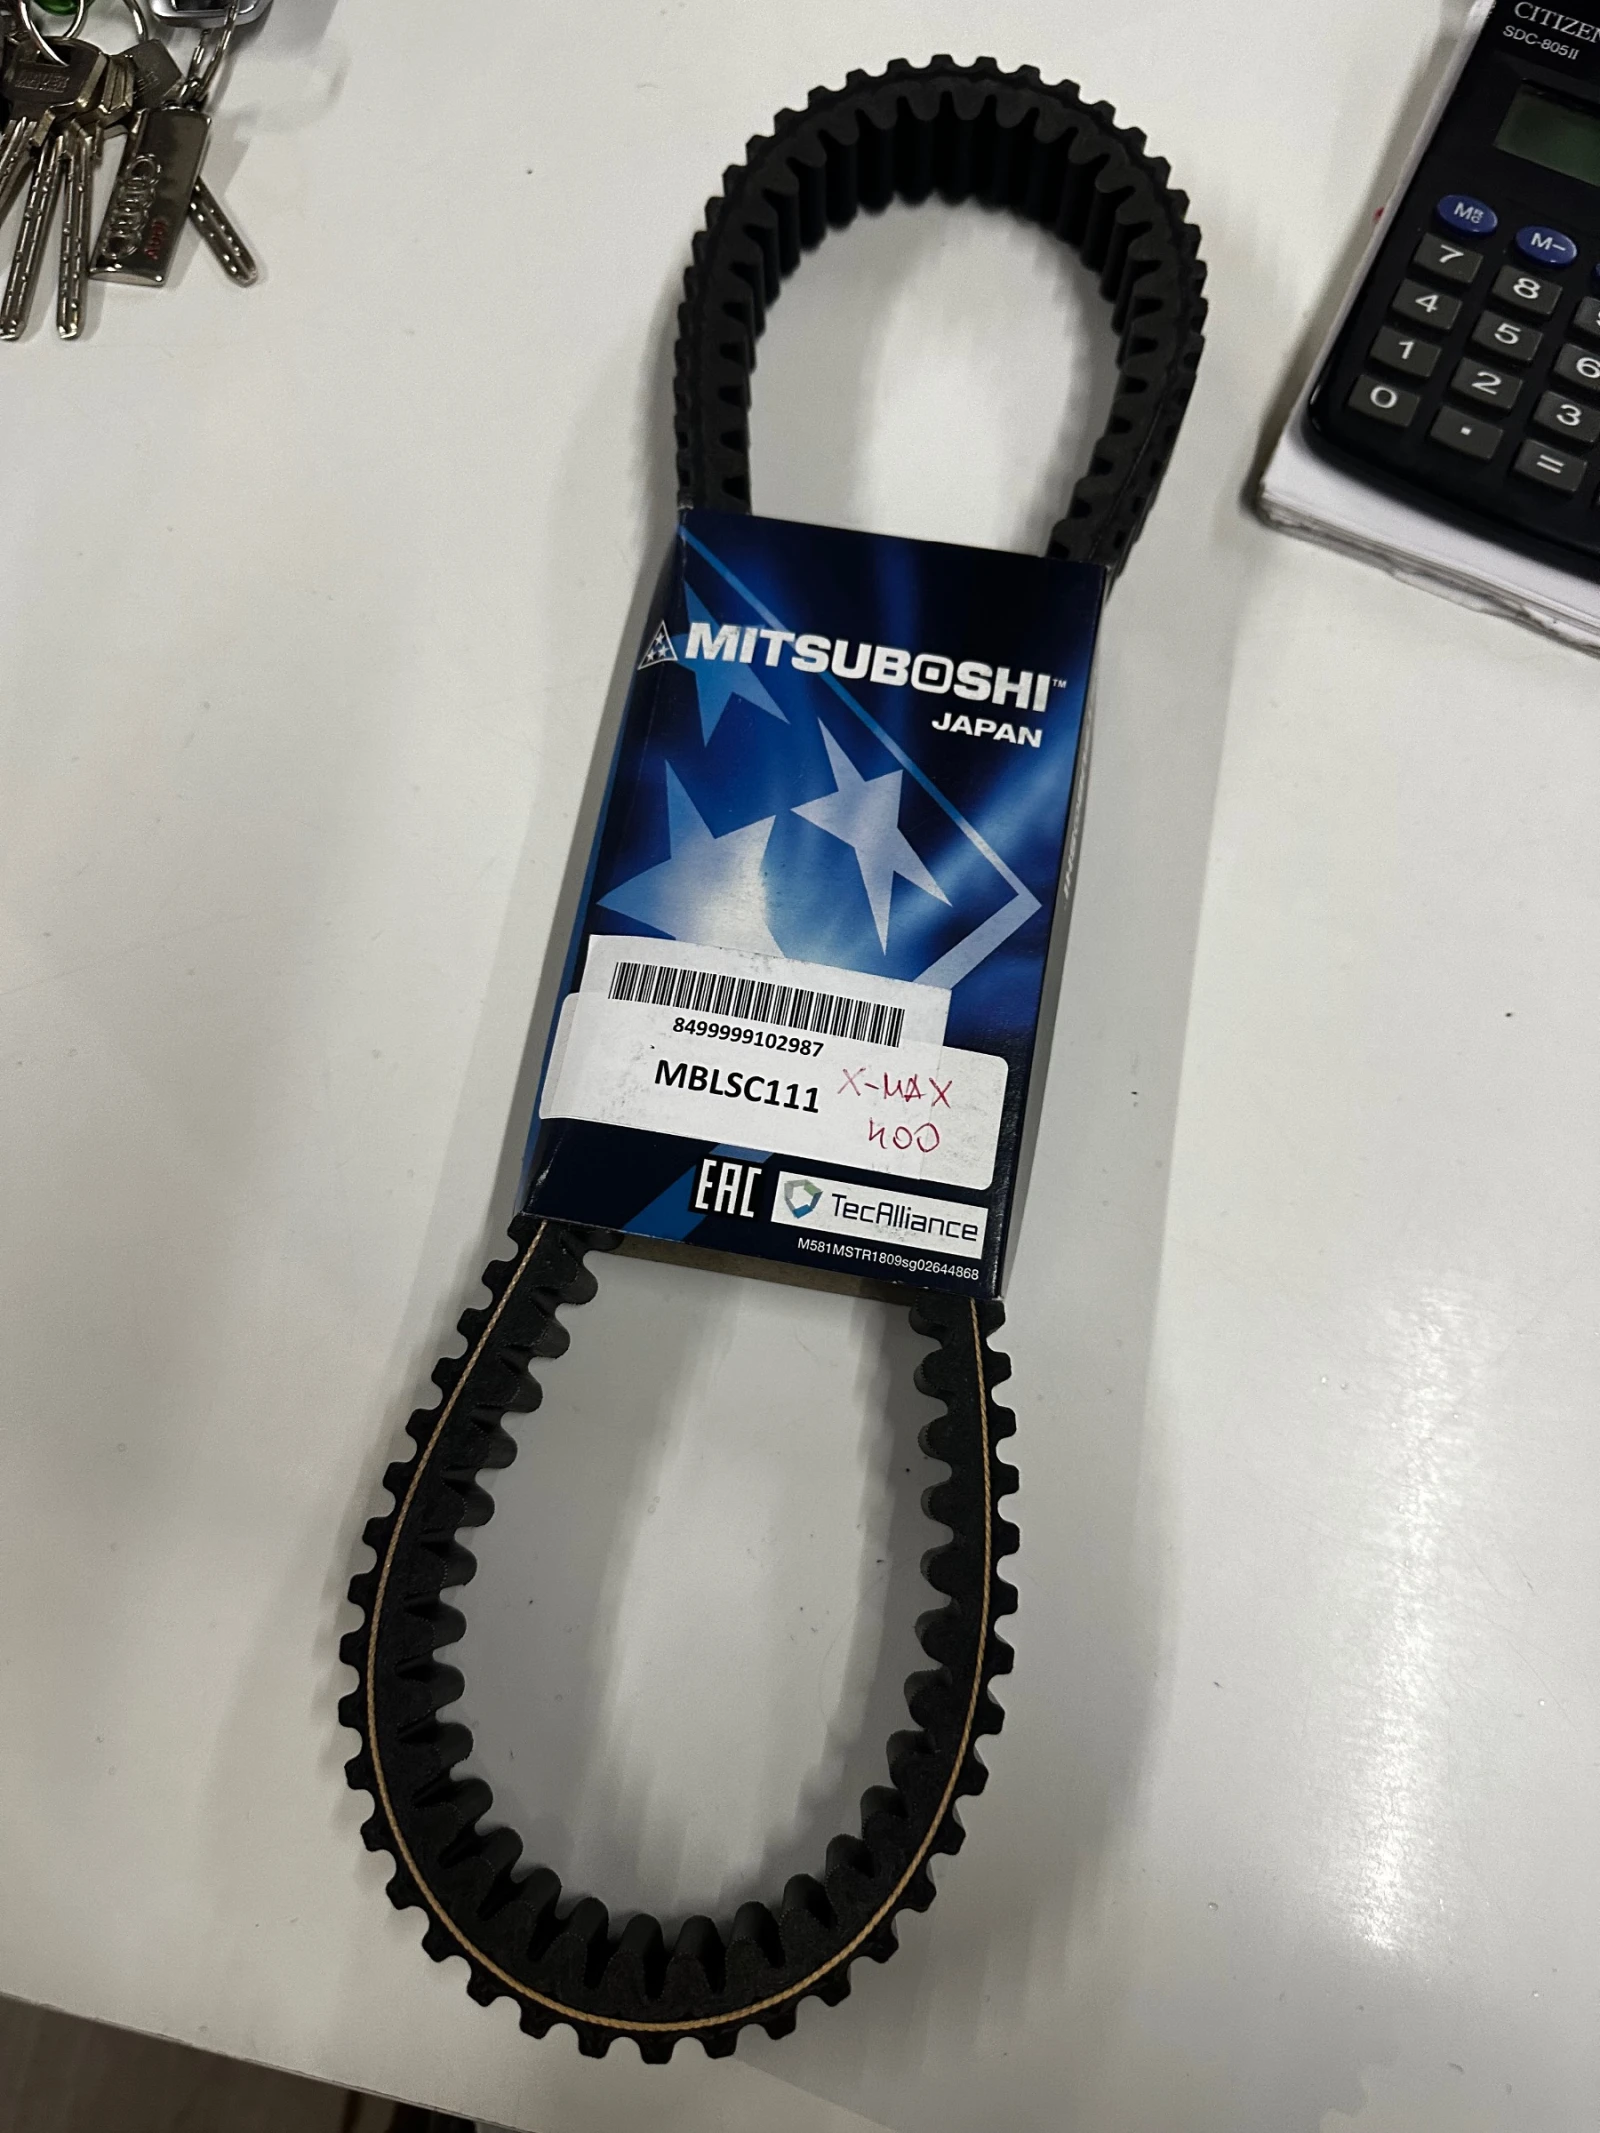 MITSUBOSHI™
JAPAN
8499999102987
MBLSC111
X-MAX
400
EAC
TecAlliance
M581MSTR1809sg02644868
CITIZEN
SDC-805II
M-
7
8
4
5
1
2
6
0
.
3
=